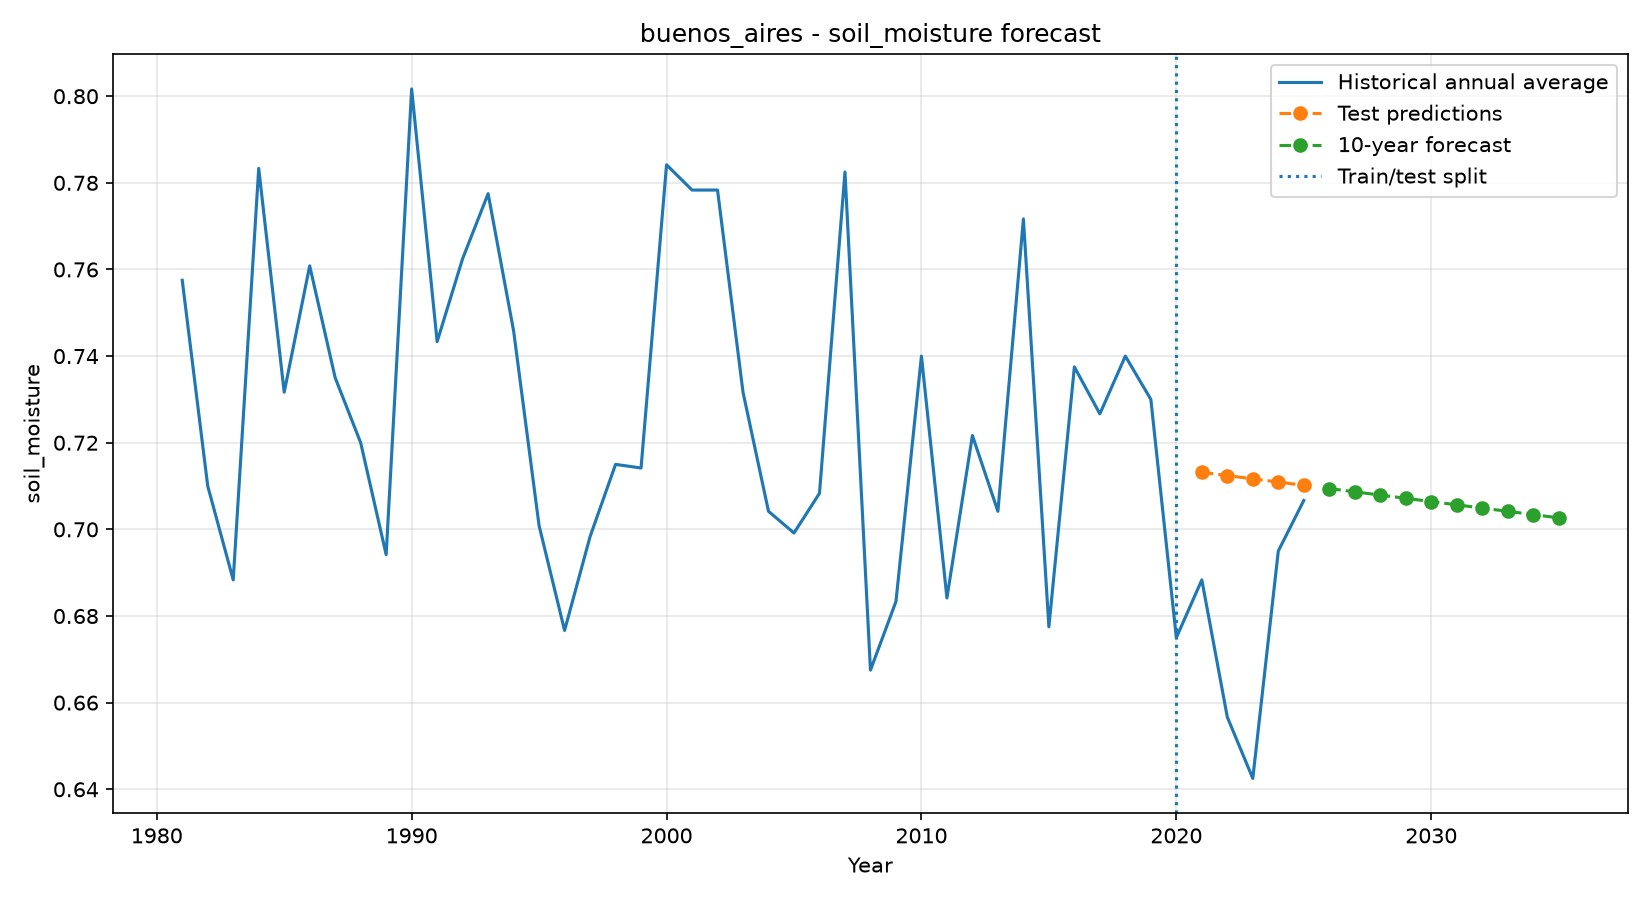 buenos_aires - soil_moisture forecast
Historical annual average
Test predictions
10-year forecast
Train/test split
soil_moisture
0.80
0.78
0.76
0.74
0.72
0.70
0.68
0.66
0.64
1980 1990 2000 2010 2020 2030
Year